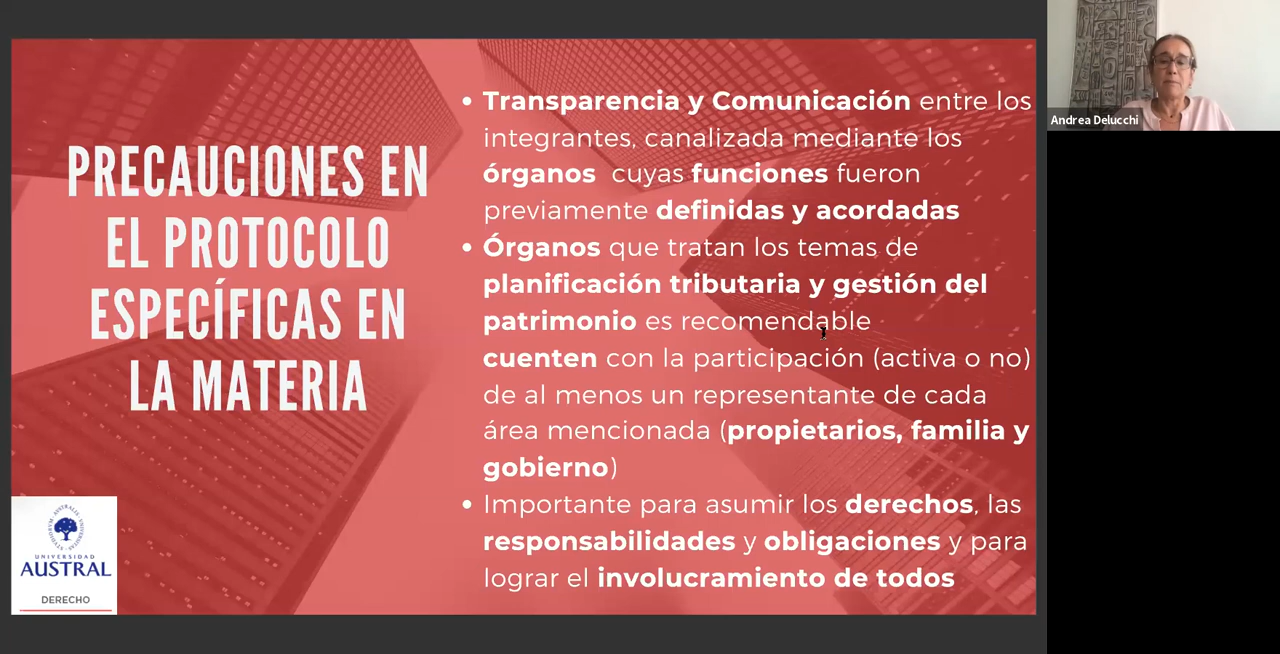 PRECAUCIONES EN
EL PROTOCOLO
ESPECÍFICAS EN
LA MATERIA
• Transparencia y Comunicación entre los
integrantes, canalizada mediante los
órganos cuyas funciones fueron
previamente definidas y acordadas
• Órganos que tratan los temas de
planificación tributaria y gestión del
patrimonio es recomendable
cuenten con la participación (activa o no)
de al menos un representante de cada
área mencionada (propietarios, familia y
gobierno)
• Importante para asumir los derechos, las
responsabilidades y obligaciones y para
lograr el involucramiento de todos
UNIVERSIDAD
AUSTRAL
DERECHO
Andrea Delucchi